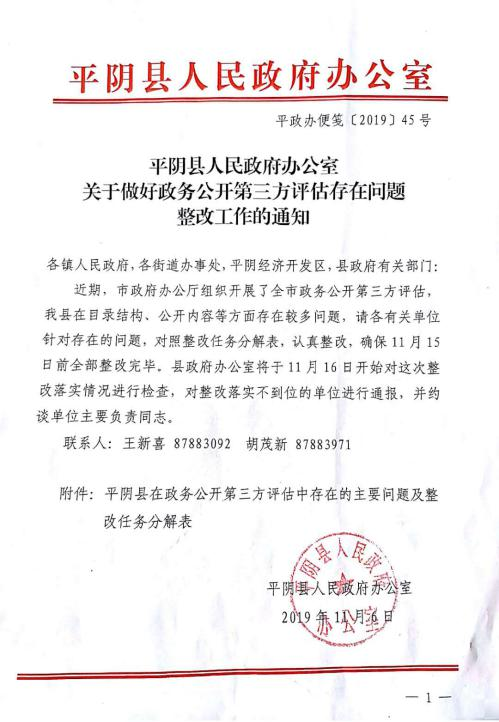 平阴县人民政府办公室
平政办便笺〔2019〕45号
平阴县人民政府办公室
关于做好政务公开第三方评估存在问题
整改工作的通知
各镇人民政府,各街道办事处,平阴经济开发区,县政府有关部门:
近期,市政府办公厅组织开展了全市政务公开第三方评估,
我县在目录结构、公开内容等方面存在较多问题,请各有关单位
针对存在的问题,对照整改任务分解表,认真整改,确保11月15
日前全部整改完毕。县政府办公室将于11月16日开始对这次整
改落实情况进行检查,对整改落实不到位的单位进行通报,并约
谈单位主要负责同志。
联系人:王新喜 87883092 胡茂新 87883971
附件:平阴县在政务公开第三方评估中存在的主要问题及整
改任务分解表
平阴县人民政府办公室
平阴县人民政府办公室
2019年11月6日
— 1 —